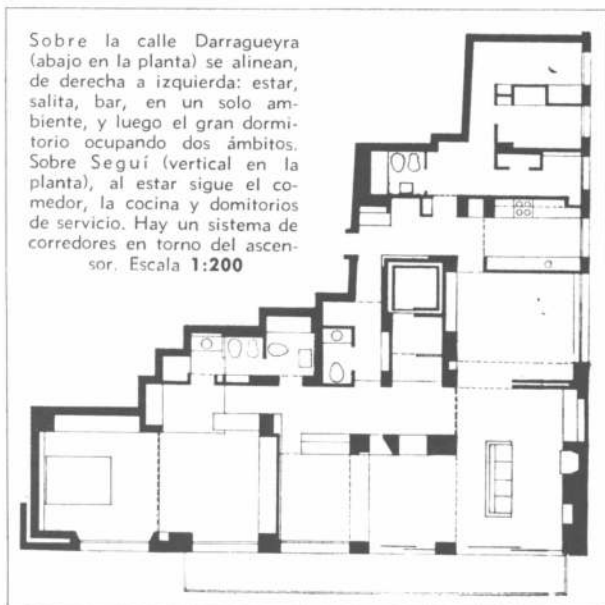 Sobre la calle Darragueyra
(abajo en la planta) se alinean,
de derecha a izquierda: estar,
salita, bar, en un solo am-
biente, y luego el gran dormi-
torio ocupando dos ámbitos.
Sobre Seguí (vertical en la
planta), al estar sigue el co-
medor, la cocina y domitorios
de servicio. Hay un sistema de
corredores en torno del ascen-
sor. Escala 1:200